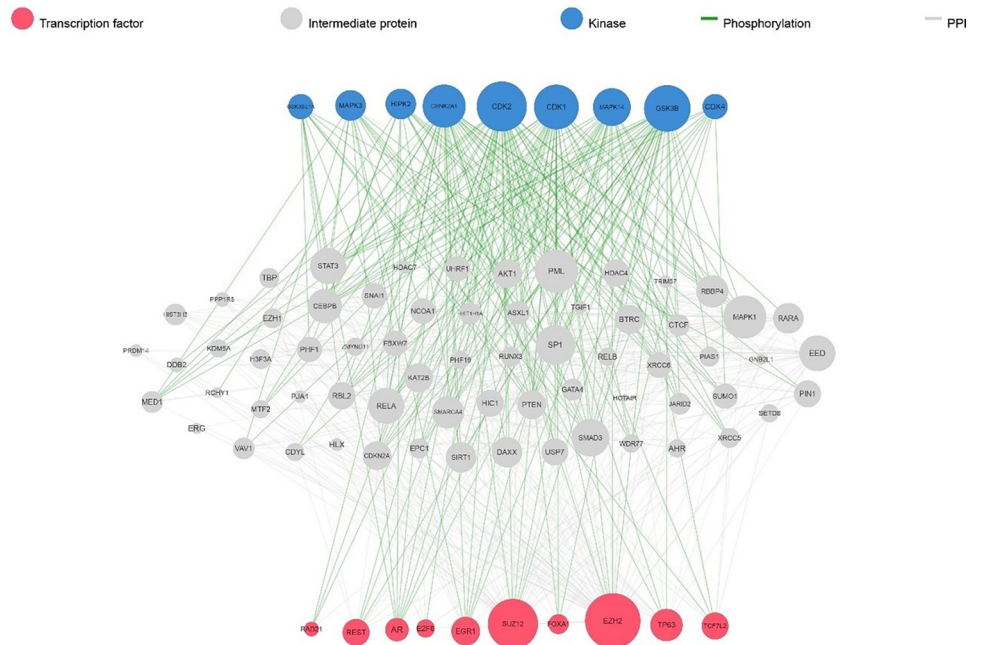 Transcription factor
Intermediate protein
Kinase
Phosphorylation
PPI
MAPK3
HIPK2
CSNK2A1
CDK2
CDK1
MAPK14
GSK3B
CDK4
STAT3
HDAC7
UHRF1
AKT1
PML
HDAC4
TRIM37
RBBP4
TBP
PPP1R8
CEBPB
SNAI1
NCOA1
ASXL1
TGIF1
BTRC
CTCF
MAPK1
RARA
EZH1
PRDM14
DDB2
KDM5A
H3F3A
PHF1
ZMYND11
FBXW7
PHF19
RUNX3
SP1
RELB
XRCC6
PIAS1
GNB2L1
EED
KAT2B
MED1
RCHY1
MTF2
PJA1
RBL2
RELA
SMARCA4
HIC1
PTEN
GATA4
HOTAIR
JARID2
SUMO1
PIN1
SETD8
ERG
VAV1
CDYL
HLX
CDKN2A
EPC1
SIRT1
DAXX
USP7
SMAD3
WDR77
AHR
XRCC5
RAD21
REST
AR
E2F6
EGR1
SUZ12
FOXA1
EZH2
TP63
TCF7L2